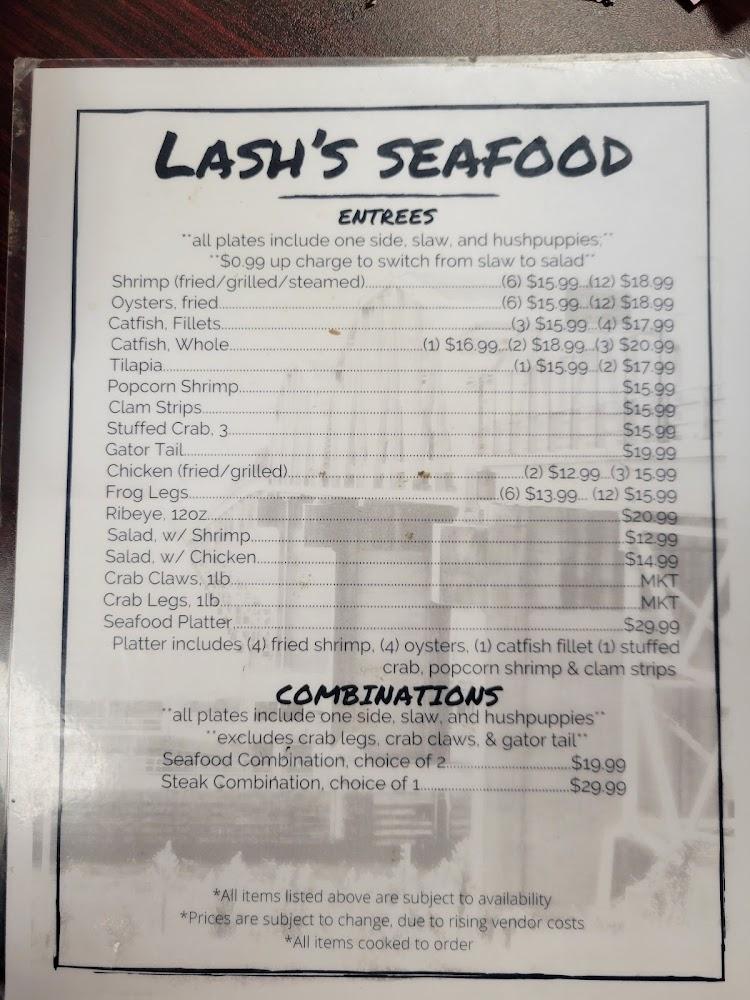 LASH'S SEAFOOD
ENTREES
**all plates include one side, slaw, and hushpuppies;**
**$0.99 up charge to switch from slaw to salad**
Shrimp (fried/grilled/steamed)....(6) $15.99...(12) $18.99
Oysters, fried....(6) $15.99...(12) $18.99
Catfish, Fillets....(3) $15.99...(4) $17.99
Catfish, Whole....(1) $16.99...(2) $18.99...(3) $20.99
Tilapia....(1) $15.99...(2) $17.99
Popcorn Shrimp....$15.99
Clam Strips....$15.99
Stuffed Crab, 3....$15.99
Gator Tail....$19.99
Chicken (fried/grilled)....(2) $12.99...(3) 15.99
Frog Legs....(6) $13.99... (12) $15.99
Ribeye, 12oz....$20.99
Salad, w/ Shrimp....$12.99
Salad, w/ Chicken....$14.99
Crab Claws, 1lb....MKT
Crab Legs, 1lb....MKT
Seafood Platter....$29.99
Platter includes (4) fried shrimp, (4) oysters, (1) catfish fillet (1) stuffed
crab, popcorn shrimp & clam strips
COMBINATIONS
**all plates include one side, slaw, and hushpuppies**
**excludes crab legs, crab claws, & gator tail**
Seafood Combination, choice of 2....$19.99
Steak Combination, choice of 1....$29.99
*All items listed above are subject to availability
*Prices are subject to change, due to rising vendor costs
*All items cooked to order